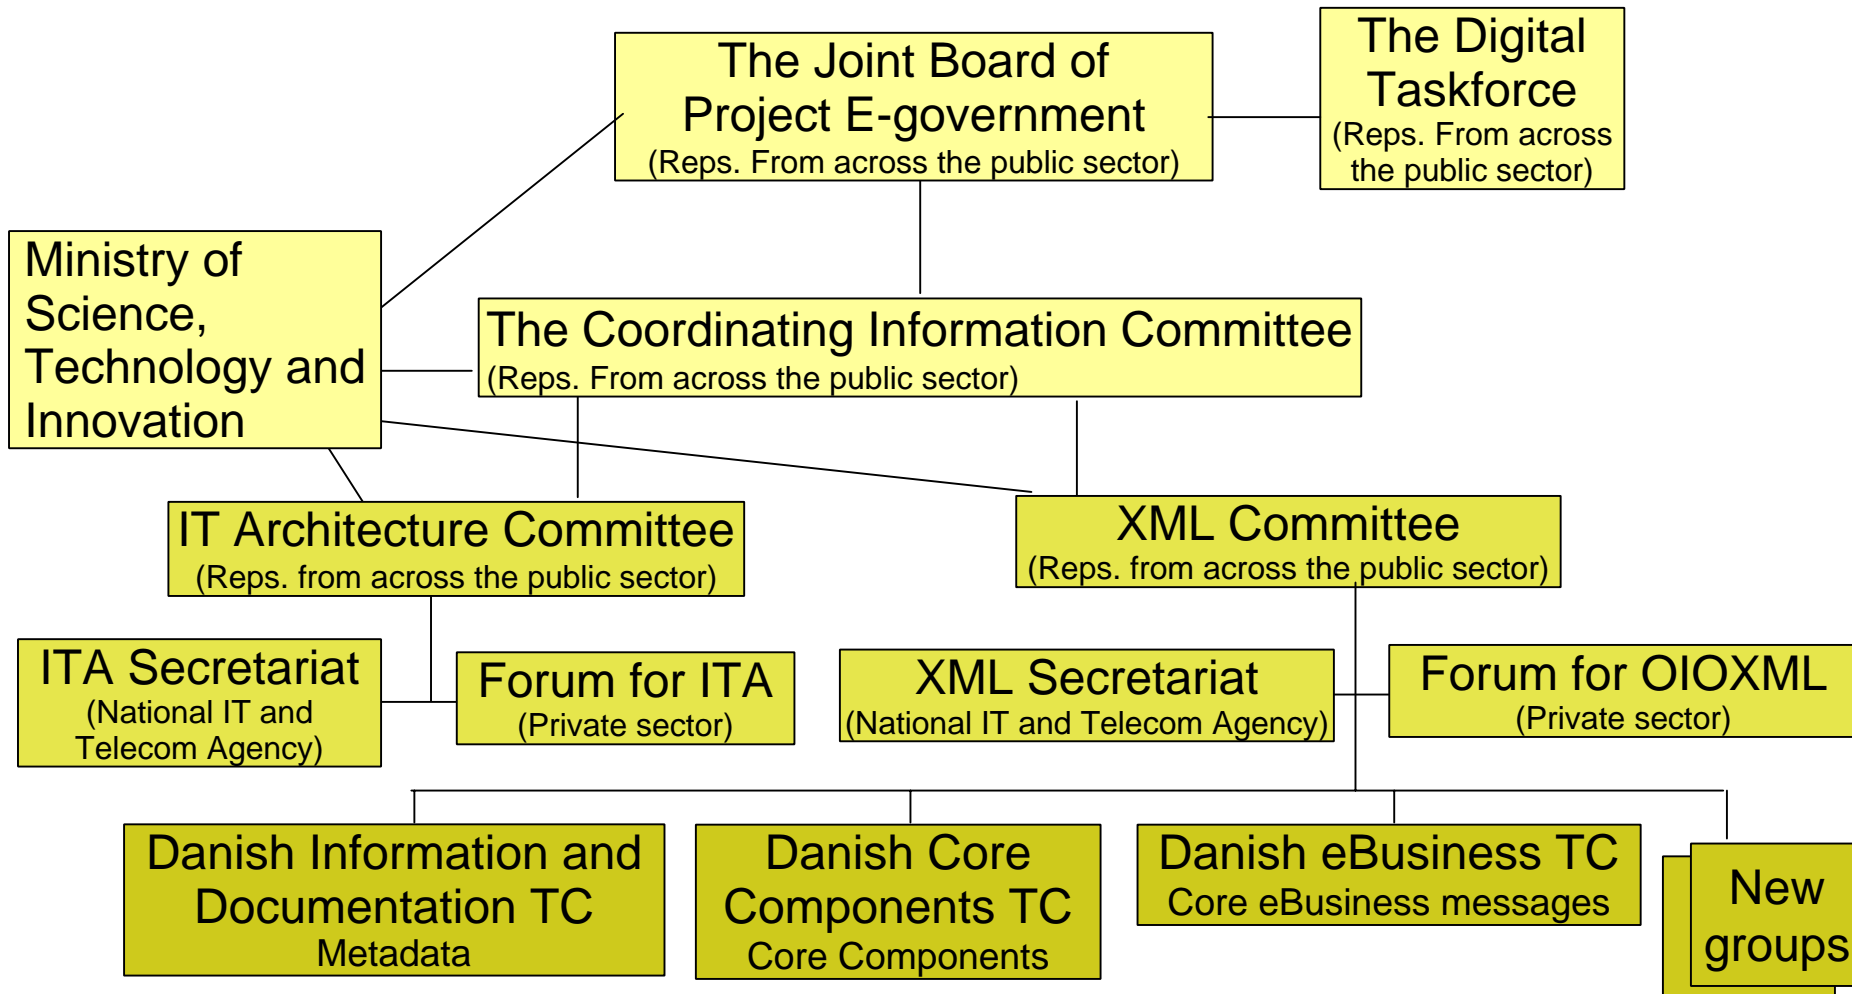 The Joint Board of
Project E-government
(Reps. From across the public sector)
The Digital
Taskforce
(Reps. From across
the public sector)
Ministry of
Science,
Technology and
Innovation
The Coordinating Information Committee
(Reps. From across the public sector)
IT Architecture Committee
(Reps. from across the public sector)
XML Committee
(Reps. from across the public sector)
ITA Secretariat
(National IT and
Telecom Agency)
Forum for ITA
(Private sector)
XML Secretariat
(National IT and Telecom Agency)
Forum for OIOXML
(Private sector)
Danish Information and
Documentation TC
Metadata
Danish Core
Components TC
Core Components
Danish eBusiness TC
Core eBusiness messages
New
groups